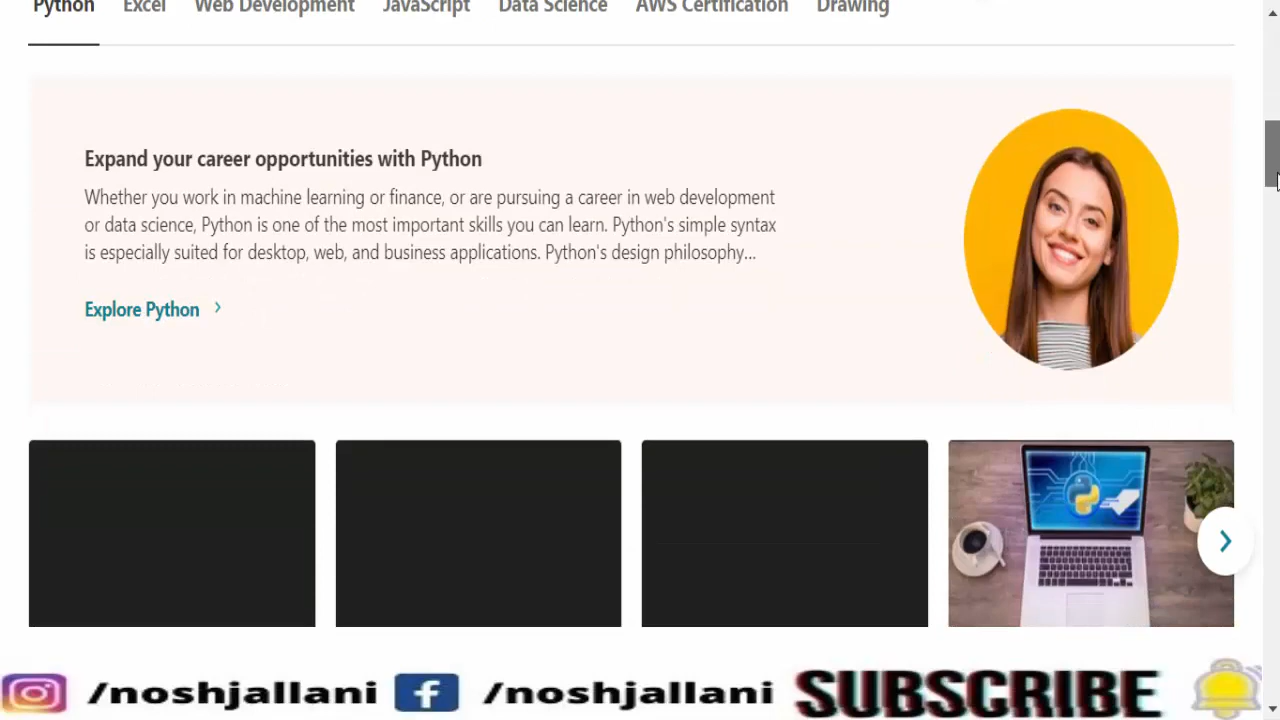 Python Excel Web Development JavaScript Data Science AWS Certification Drawing
Expand your career opportunities with Python
Whether you work in machine learning or finance, or are pursuing a career in web development
or data science, Python is one of the most important skills you can learn. Python's simple syntax
is especially suited for desktop, web, and business applications. Python's design philosophy...
Explore Python
/noshjallani /noshjallani SUBSCRIBE